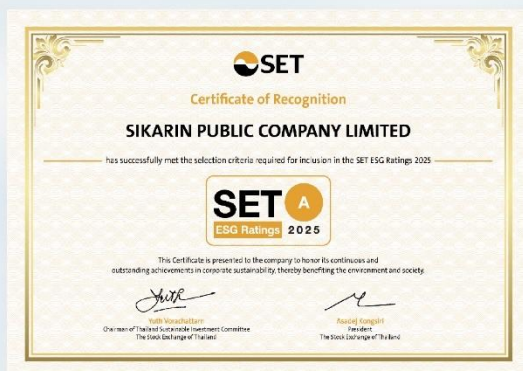 SET
Certificate of Recognition
SIKARIN PUBLIC COMPANY LIMITED
has successfully met the selection criteria required for inclusion in the SET ESG Ratings 2025
SET A
ESG Ratings 2025
This Certificate is presented to the company to honor its continuous and
outstanding achievements in corporate sustainability, thereby benefiting the environment and society.
Yuth Vorachattarn
Chairman of Thailand Sustainable Investment Committee
The Stock Exchange of Thailand
Asadej Kongsiri
President
The Stock Exchange of Thailand